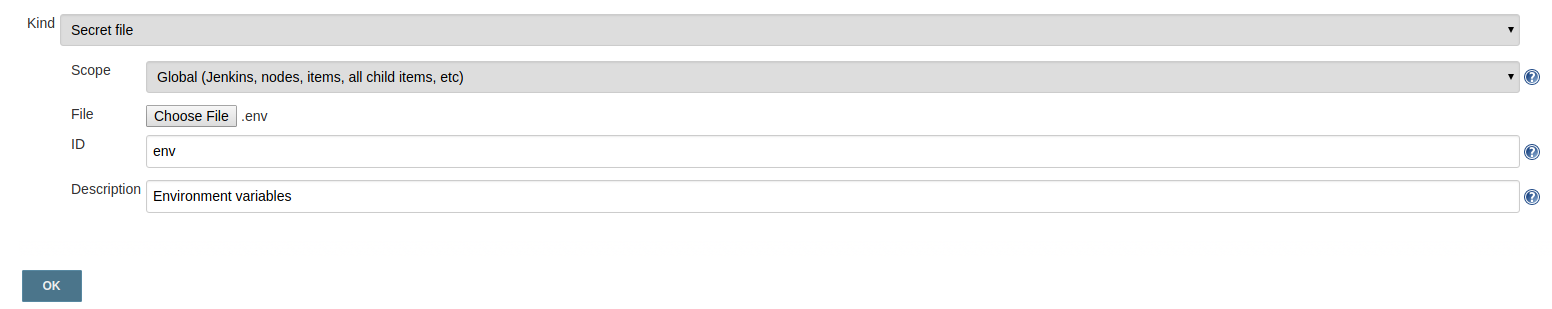 Kind Secret file
Scope Global (Jenkins, nodes, items, all child items, etc)
File Choose File .env
ID env
Description Environment variables
OK